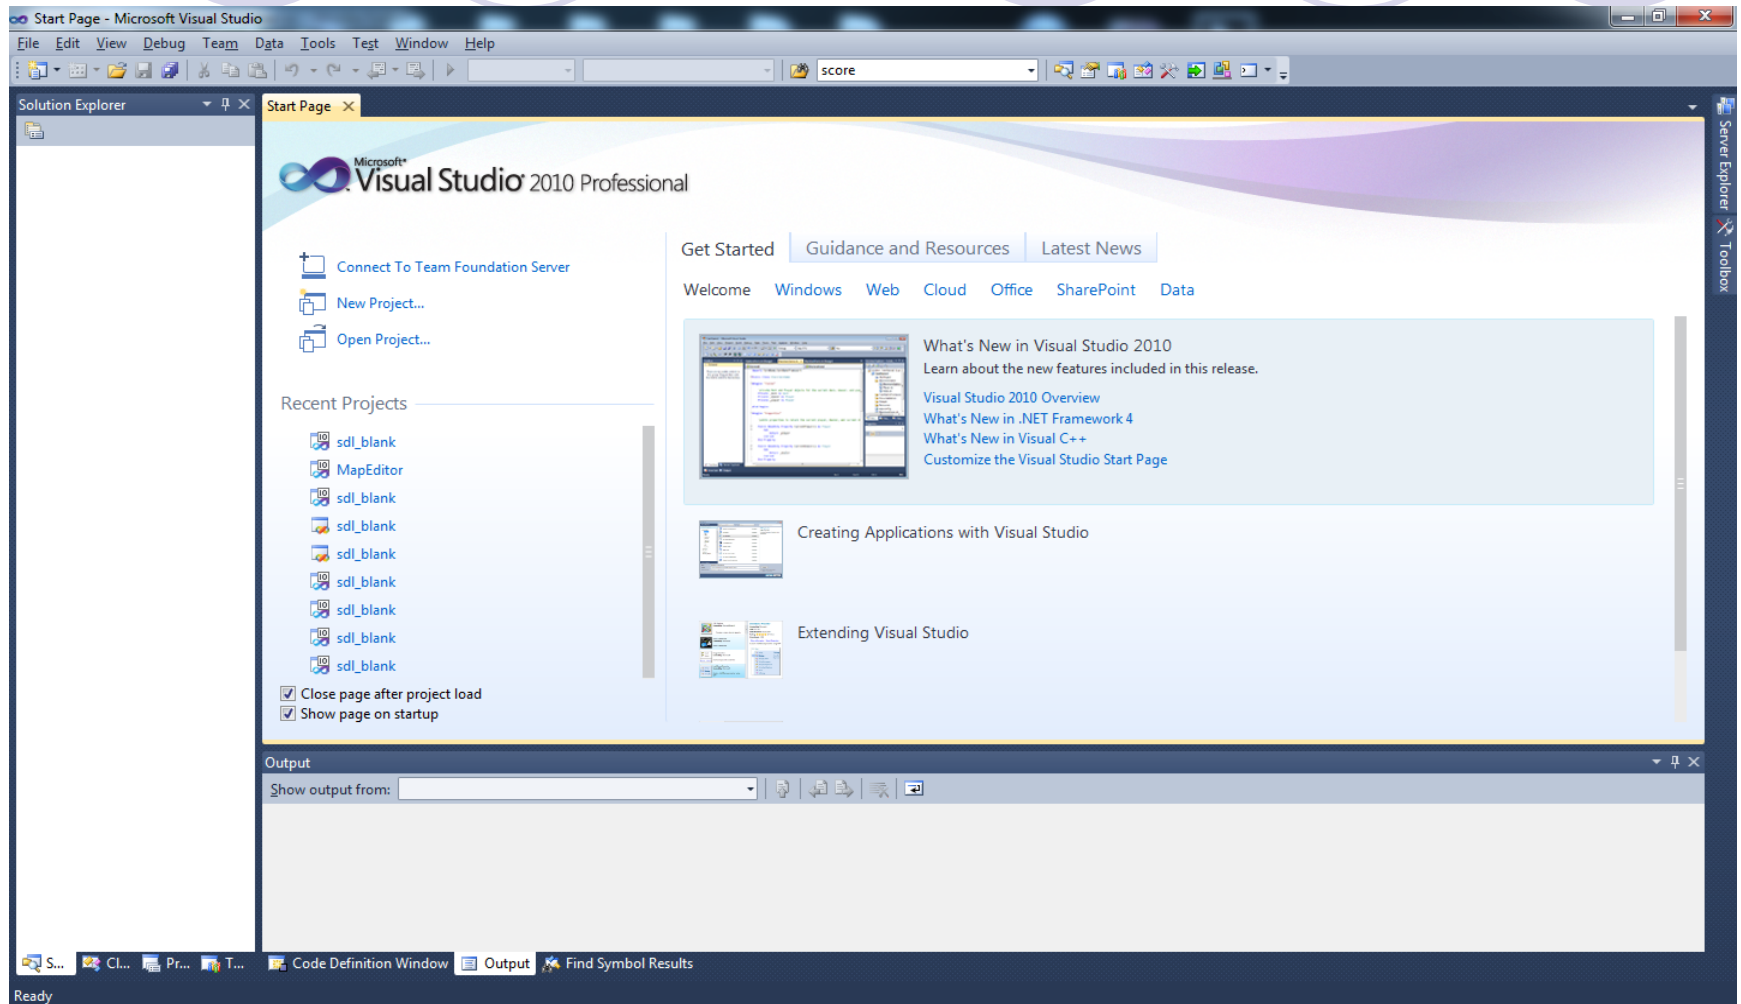 Start Page - Microsoft Visual Studio
File Edit View Debug Team Data Tools Test Window Help
score
Solution Explorer
Start Page
Microsoft
Visual Studio 2010 Professional
Connect To Team Foundation Server
New Project...
Open Project...
Recent Projects
sdl_blank
MapEditor
sdl_blank
sdl_blank
sdl_blank
sdl_blank
sdl_blank
sdl_blank
sdl_blank
Close page after project load
Show page on startup
Get Started Guidance and Resources Latest News
Welcome Windows Web Cloud Office SharePoint Data
What's New in Visual Studio 2010
Learn about the new features included in this release.
Visual Studio 2010 Overview
What's New in .NET Framework 4
What's New in Visual C++
Customize the Visual Studio Start Page
Creating Applications with Visual Studio
Extending Visual Studio
Server Explorer
Toolbox
Output
Show output from:
S... Cl... Pr... T... Code Definition Window Output Find Symbol Results
Ready